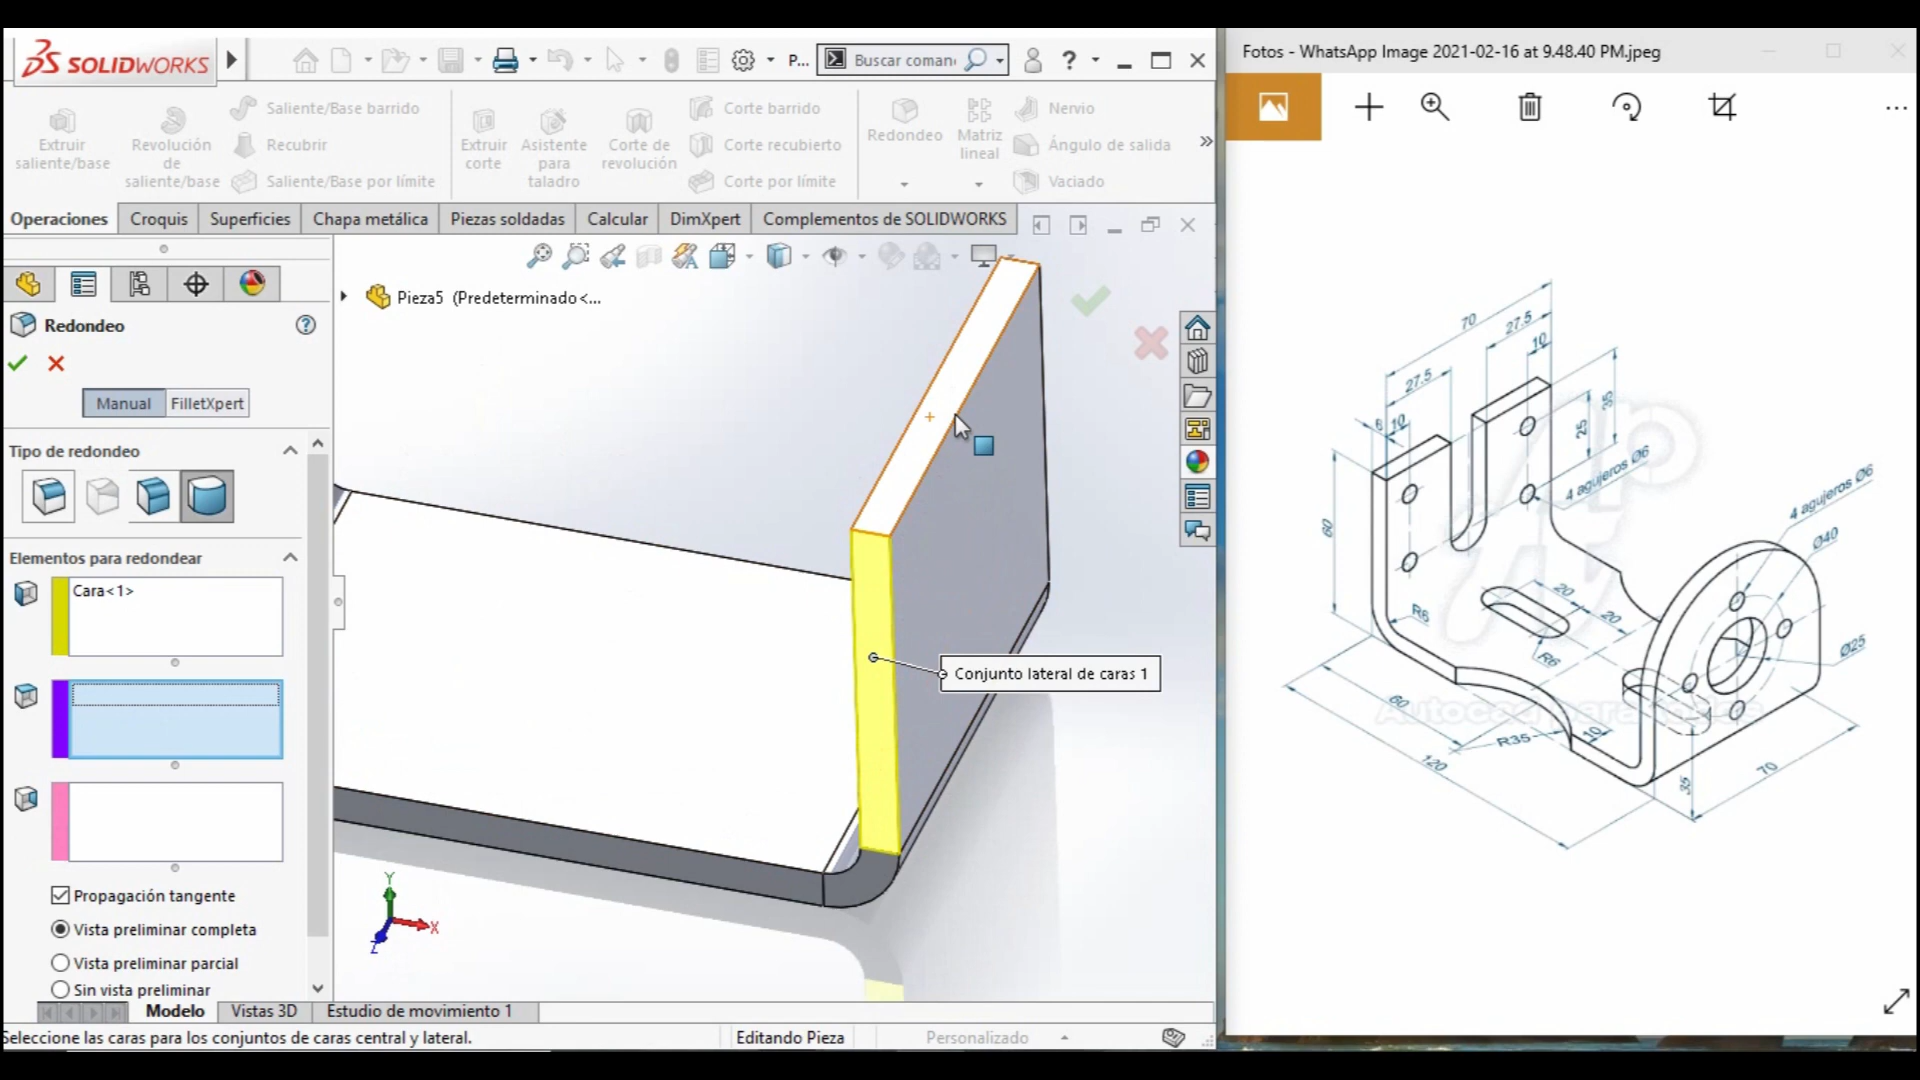 SOLIDWORKS
P...
Buscar coman
?
Extruir saliente/base
Revolución de saliente/base
Saliente/Base barrido
Recubrir
Saliente/Base por límite
Extruir corte
Asistente para taladro
Corte de revolución
Corte barrido
Corte recubierto
Corte por límite
Redondeo
Matriz lineal
Nervio
Ángulo de salida
Vaciado
Operaciones
Croquis
Superficies
Chapa metálica
Piezas soldadas
Calcular
DimXpert
Complementos de SOLIDWORKS
Pieza5 (Predeterminado<...
Redondeo
Manual
FilletXpert
Tipo de redondeo
Elementos para redondear
Cara<1>
Propagación tangente
Vista preliminar completa
Vista preliminar parcial
Sin vista preliminar
Conjunto lateral de caras 1
Y
X
Z
Modelo
Vistas 3D
Estudio de movimiento 1
Seleccione las caras para los conjuntos de caras central y lateral.
Editando Pieza
Personalizado
Fotos - WhatsApp Image 2021-02-16 at 9.48.40 PM.jpeg
70
27.5
10
27.5
6
10
35
25
4 agujeros Ø6
4 agujeros Ø6
Ø40
60
20
20
R6
R6
Ø25
60
R35
10
120
35
70